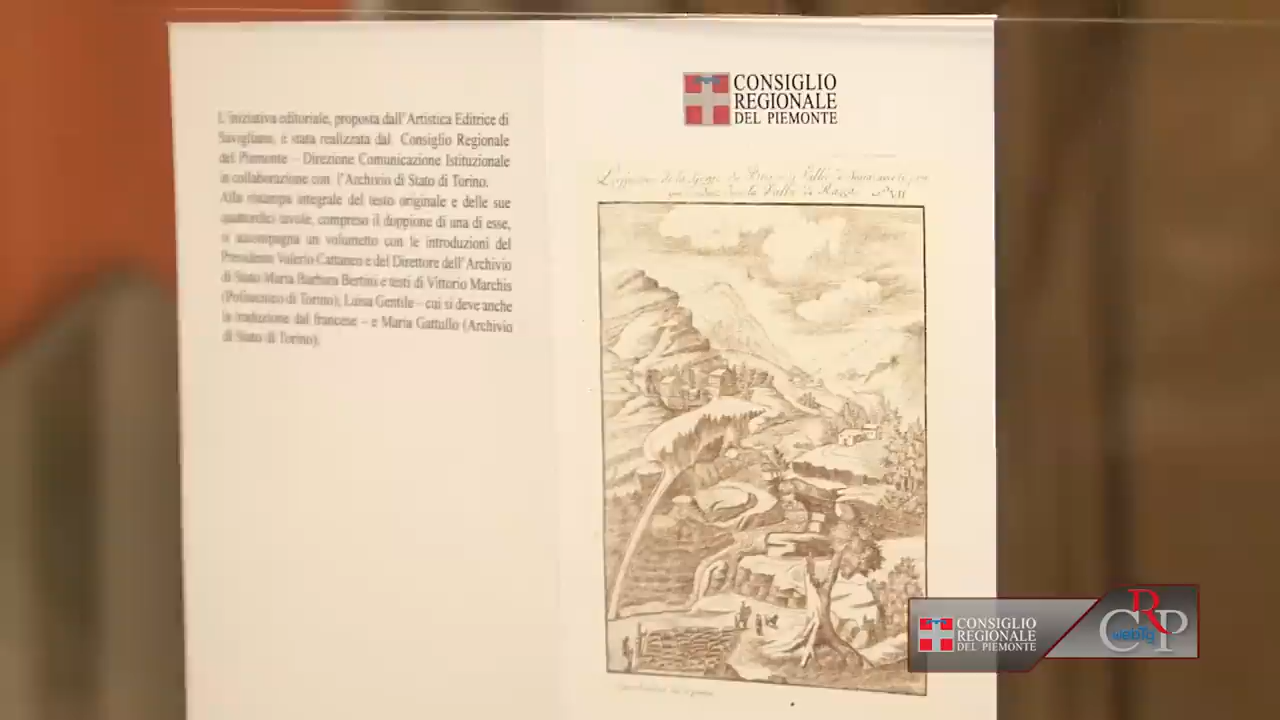 L'iniziativa editoriale, proposta dall'Artistica Editrice di
Savigliano, è stata realizzata dal Consiglio Regionale
del Piemonte – Direzione Comunicazione Istituzionale
in collaborazione con l'Archivio di Stato di Torino.
Alla ristampa integrale del testo originale e delle sue
quattordici tavole, compreso il doppione di una di esse,
si accompagna un volumetto con le introduzioni del
Presidente Valerio Cattaneo e del Direttore dell'Archivio
di Stato Maria Barbara Bertini e testi di Vittorio Marchis
(Politecnico di Torino), Luisa Gentile – cui si deve anche
la traduzione dal francese – e Maria Gattullo (Archivio
di Stato di Torino).
CONSIGLIO
REGIONALE
DEL PIEMONTE
CONSIGLIO
REGIONALE
DEL PIEMONTE
CRP
webTg